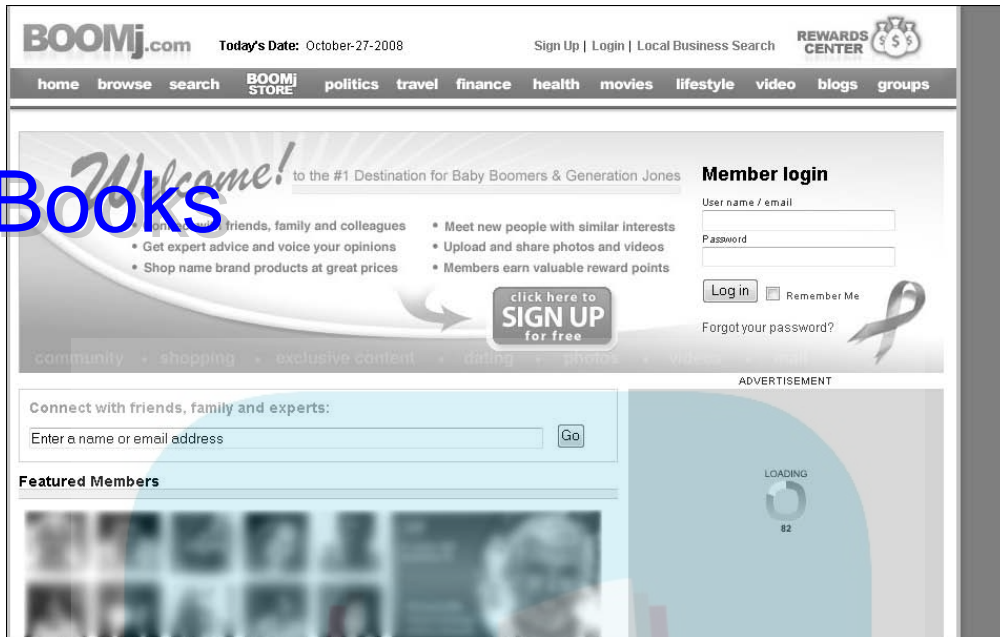 BOOMj.com
Today's Date: October-27-2008
Sign Up | Login | Local Business Search
REWARDS
CENTER
$ $ $
home browse search BOOMj STORE politics travel finance health movies lifestyle video blogs groups
Welcome! to the #1 Destination for Baby Boomers & Generation Jones
Books
• Connect with friends, family and colleagues
• Get expert advice and voice your opinions
• Shop name brand products at great prices
• Meet new people with similar interests
• Upload and share photos and videos
• Members earn valuable reward points
click here to
SIGN UP
for free
community • shopping • exclusive content • dating • photos • videos • mail
Member login
User name / email
Password
Log in Remember Me
Forgot your password?
ADVERTISEMENT
Connect with friends, family and experts:
Enter a name or email address
Go
Featured Members
LOADING
82